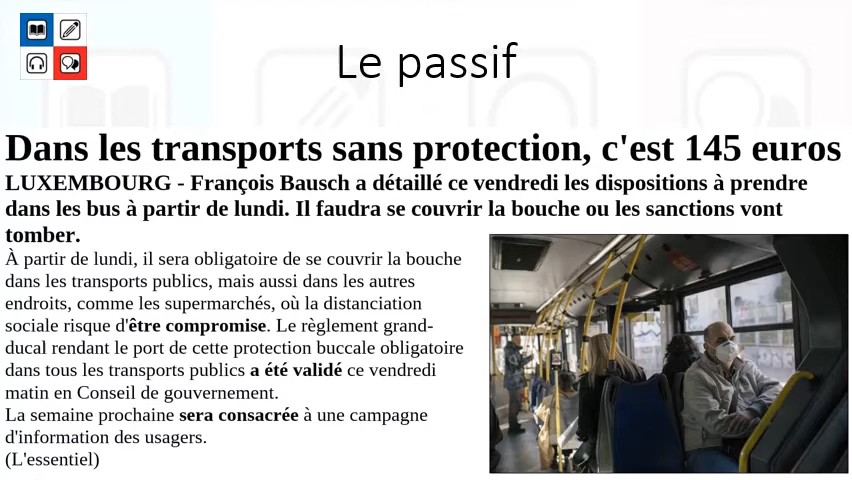 Le passif
Dans les transports sans protection, c'est 145 euros
LUXEMBOURG - François Bausch a détaillé ce vendredi les dispositions à prendre
dans les bus à partir de lundi. Il faudra se couvrir la bouche ou les sanctions vont
tomber.
À partir de lundi, il sera obligatoire de se couvrir la bouche
dans les transports publics, mais aussi dans les autres
endroits, comme les supermarchés, où la distanciation
sociale risque d'être compromise. Le règlement grand-
ducal rendant le port de cette protection buccale obligatoire
dans tous les transports publics a été validé ce vendredi
matin en Conseil de gouvernement.
La semaine prochaine sera consacrée à une campagne
d'information des usagers.
(L'essentiel)